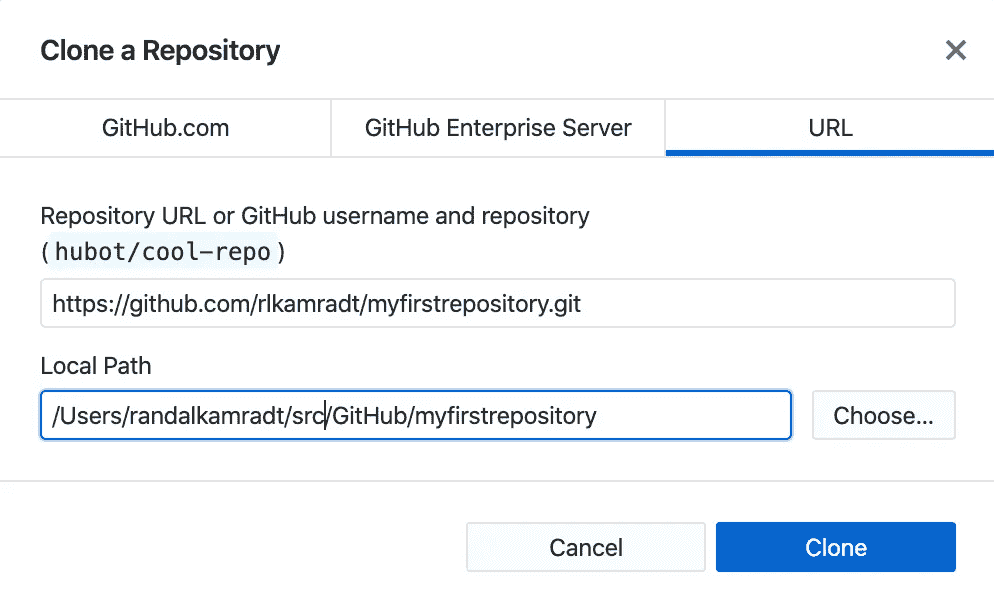 Clone a Repository
GitHub.com
GitHub Enterprise Server
URL
Repository URL or GitHub username and repository
(hubot/cool-repo)
https://github.com/rlkamradt/myfirstrepository.git
Local Path
/Users/randalkamradt/src/GitHub/myfirstrepository
Choose...
Cancel
Clone